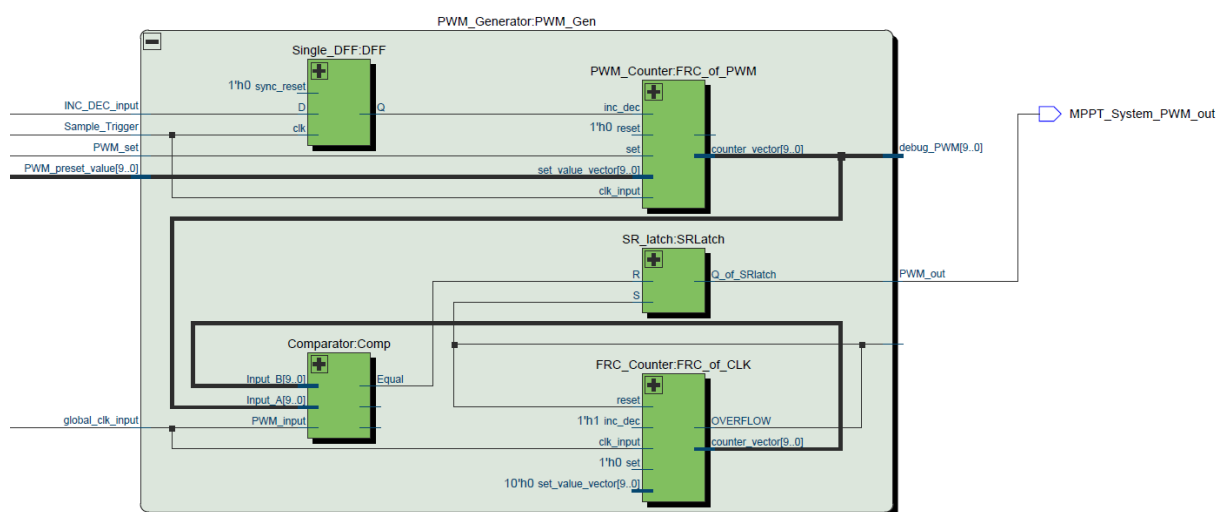 PWM_Generator:PWM_Gen
Single_DFF:DFF
1'h0 sync_reset
D
Q
clk
INC_DEC_input
Sample_Trigger
PWM_set
PWM_preset_value[9..0]
PWM_Counter:FRC_of_PWM
inc_dec
1'h0 reset
set
counter_vector[9..0]
set_value_vector[9..0]
clk_input
debug_PWM[9..0]
MPPT_System_PWM_out
SR_latch:SRLatch
R
Q_of_SRlatch
S
PWM_out
Comparator:Comp
Input_B[9..0]
Equal
Input_A[9..0]
PWM_input
global_clk_input
FRC_Counter:FRC_of_CLK
reset
1'h1 inc_dec
OVERFLOW
clk_input
counter_vector[9..0]
1'h0 set
10'h0 set_value_vector[9..0]